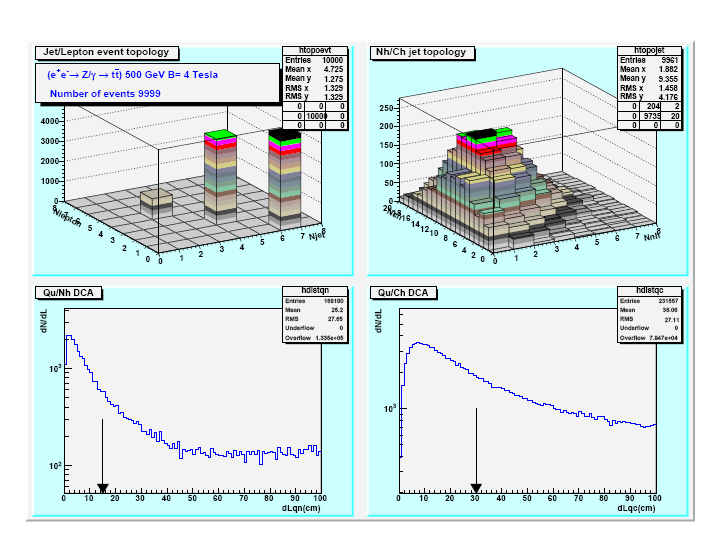 Jet/Lepton event topology
(e+e-→ Z/γ → tt̄) 500 GeV B= 4 Tesla
Number of events 9999
htopoevt
Entries 10000
Mean x 4.725
Mean y 1.275
RMS x 1.329
RMS y 1.329
0 0 0
0 10000 0
0 0 0
4000
3000
2000
1000
0
8 5 4 3 2 1 0
Nlepton
0 1 2 3 4 5 6 7 8
Njet
Nh/Ch jet topology
htopojet
Entries 9961
Mean x 1.882
Mean y 9.355
RMS x 1.458
RMS y 4.176
0 204 2
0 9735 20
0 0 0
250
200
150
100
50
0
20 18 16 14 12 10 8 6 4 2 0
0 1 2 3 4 5 6 7 8
Nnh
Qu/Nh DCA
hdistqn
Entries 169180
Mean 25.2
RMS 27.65
Underflow 0
Overflow 1.335e+05
dN/dL
10³
10²
0 10 20 30 40 50 60 70 80 90 100
dLqn(cm)
Qu/Ch DCA
hdistqc
Entries 231557
Mean 36.06
RMS 27.11
Underflow 0
Overflow 7.847e+04
dN/dL
10³
0 10 20 30 40 50 60 70 80 90 100
dLqc(cm)